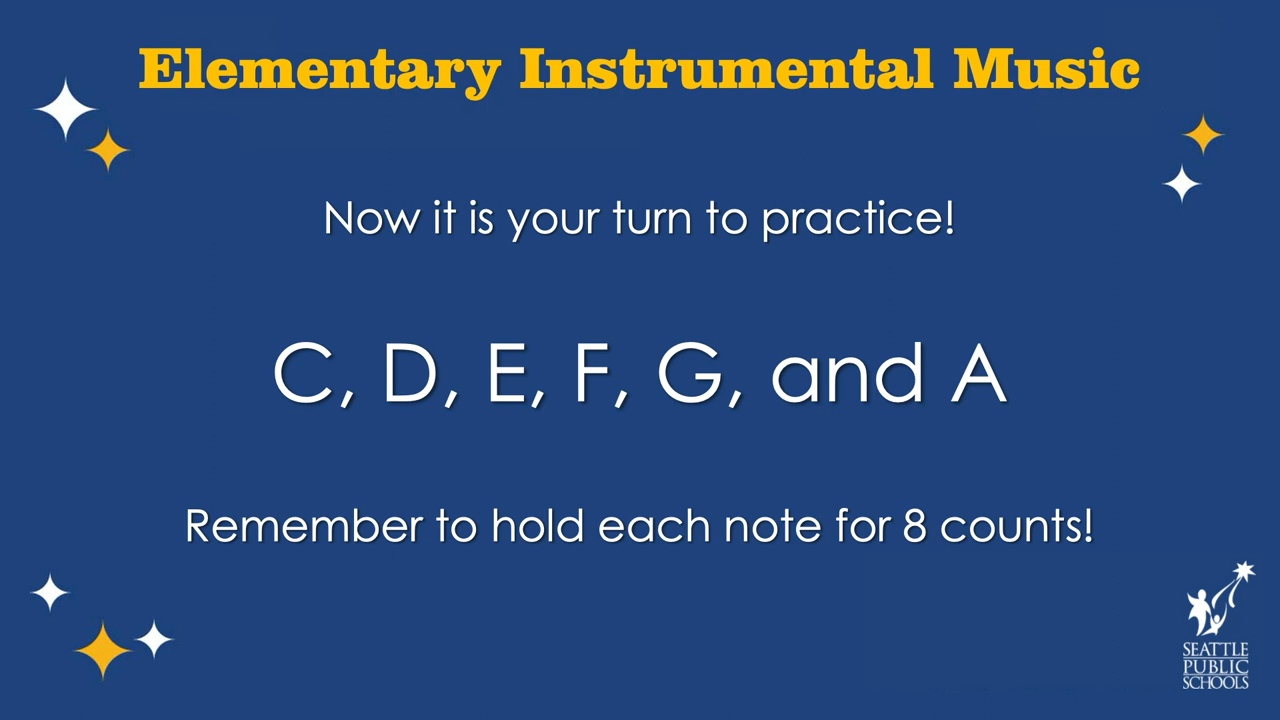 Elementary Instrumental Music
Now it is your turn to practice!
C, D, E, F, G, and A
Remember to hold each note for 8 counts!
SEATTLE
PUBLIC
SCHOOLS